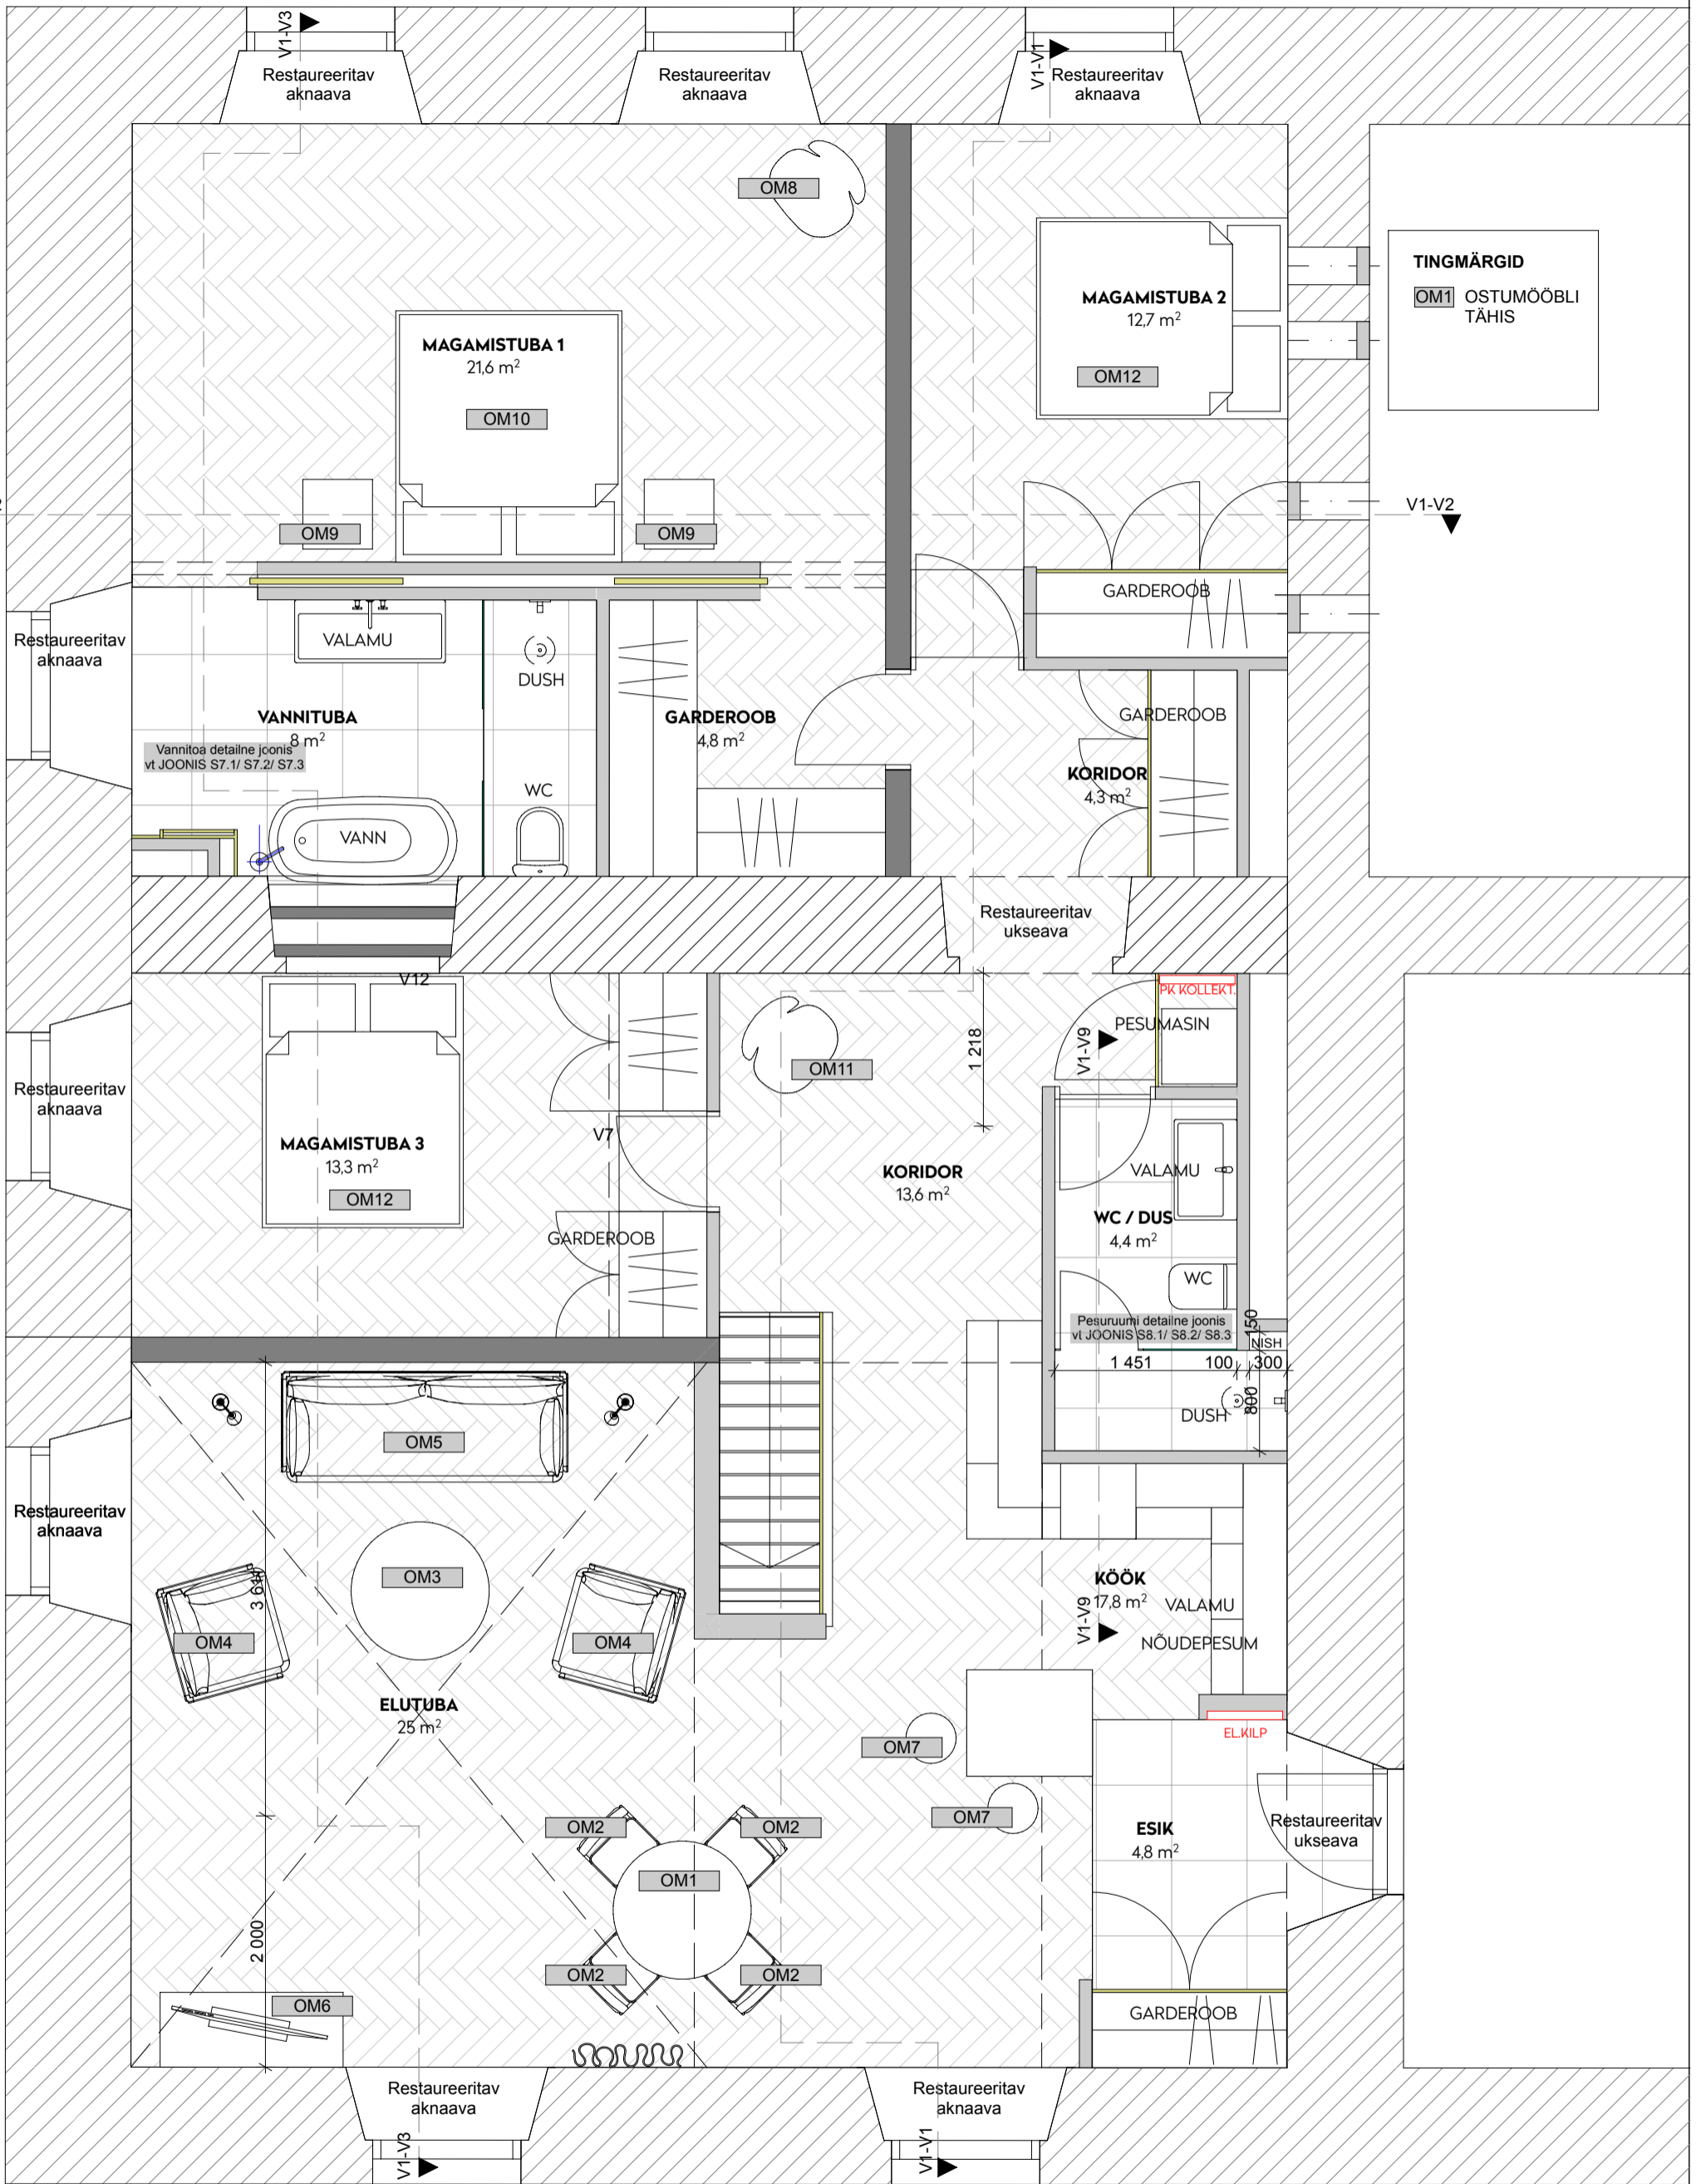 V1-V3
V1-V1
Restaureeritav
aknaava
Restaureeritav
aknaava
Restaureeritav
aknaava
OM8
MAGAMISTUBA 1
21,6 m²
OM10
OM9
OM9
MAGAMISTUBA 2
12,7 m²
OM12
TINGMÄRGID
OM1 OSTUMÖÖBLI
TÄHIS
V1-V2
GARDEROOB
Restaureeritav
aknaava
VALAMU
DUSH
VANNITUBA
8 m²
Vannitoa detailne joonis
vt JOONIS S7.1/ S7.2/ S7.3
GARDEROOB
4,8 m²
GARDEROOB
KORIDOR
4,3 m²
WC
VANN
Restaureeritav
ukseava
V12
PK KOLLEKT.
PESUMASIN
V1-V9
1 218
OM11
Restaureeritav
aknaava
V7
MAGAMISTUBA 3
13,3 m²
OM12
GARDEROOB
KORIDOR
13,6 m²
VALAMU
WC / DUS
4,4 m²
WC
Pesuruumi detailne joonis
vt JOONIS S8.1/ S8.2/ S8.3
150
NISH
1 451
100
300
800
DUSH
OM5
Restaureeritav
aknaava
OM3
OM4
OM4
ELUTUBA
25 m²
KÖÖK
17,8 m²
VALAMU
V1-V9
NÕUDEPESUM
EL.KILP
OM7
OM7
ESIK
4,8 m²
Restaureeritav
ukseava
OM2
OM2
OM1
OM2
OM2
2 000
OM6
GARDEROOB
Restaureeritav
aknaava
Restaureeritav
aknaava
V1-V3
V1-V1